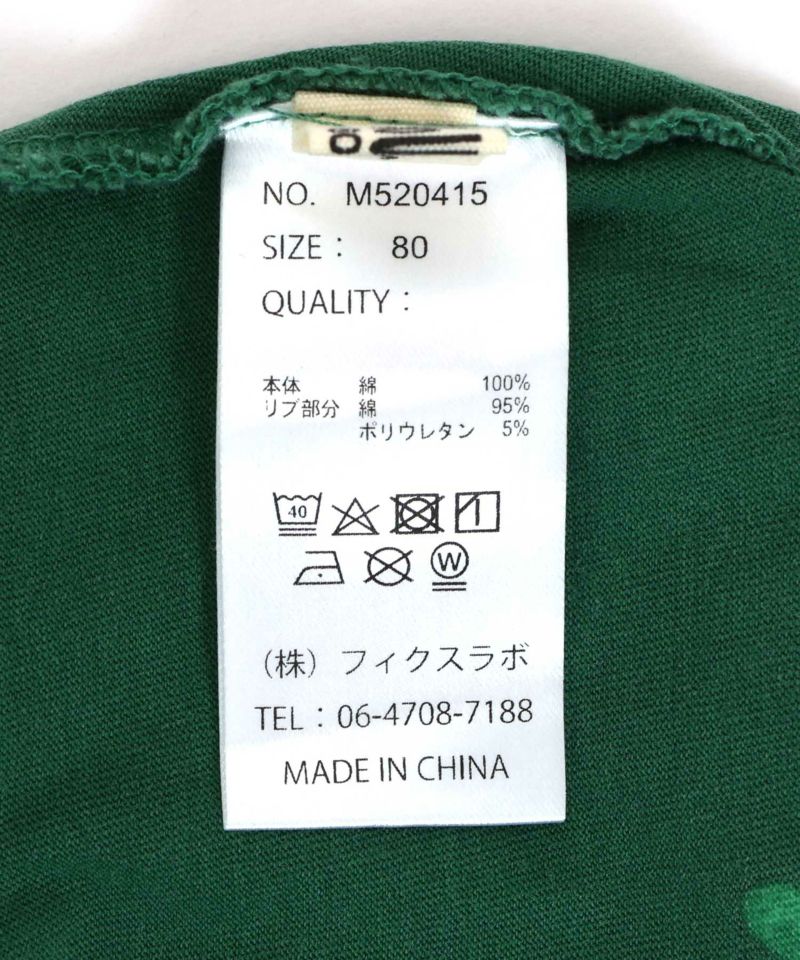 NO. M520415
SIZE : 80
QUALITY :
本体 綿 100%
リブ部分 綿 95%
ポリウレタン 5%
40
W
(株) フィクスラボ
TEL : 06-4708-7188
MADE IN CHINA